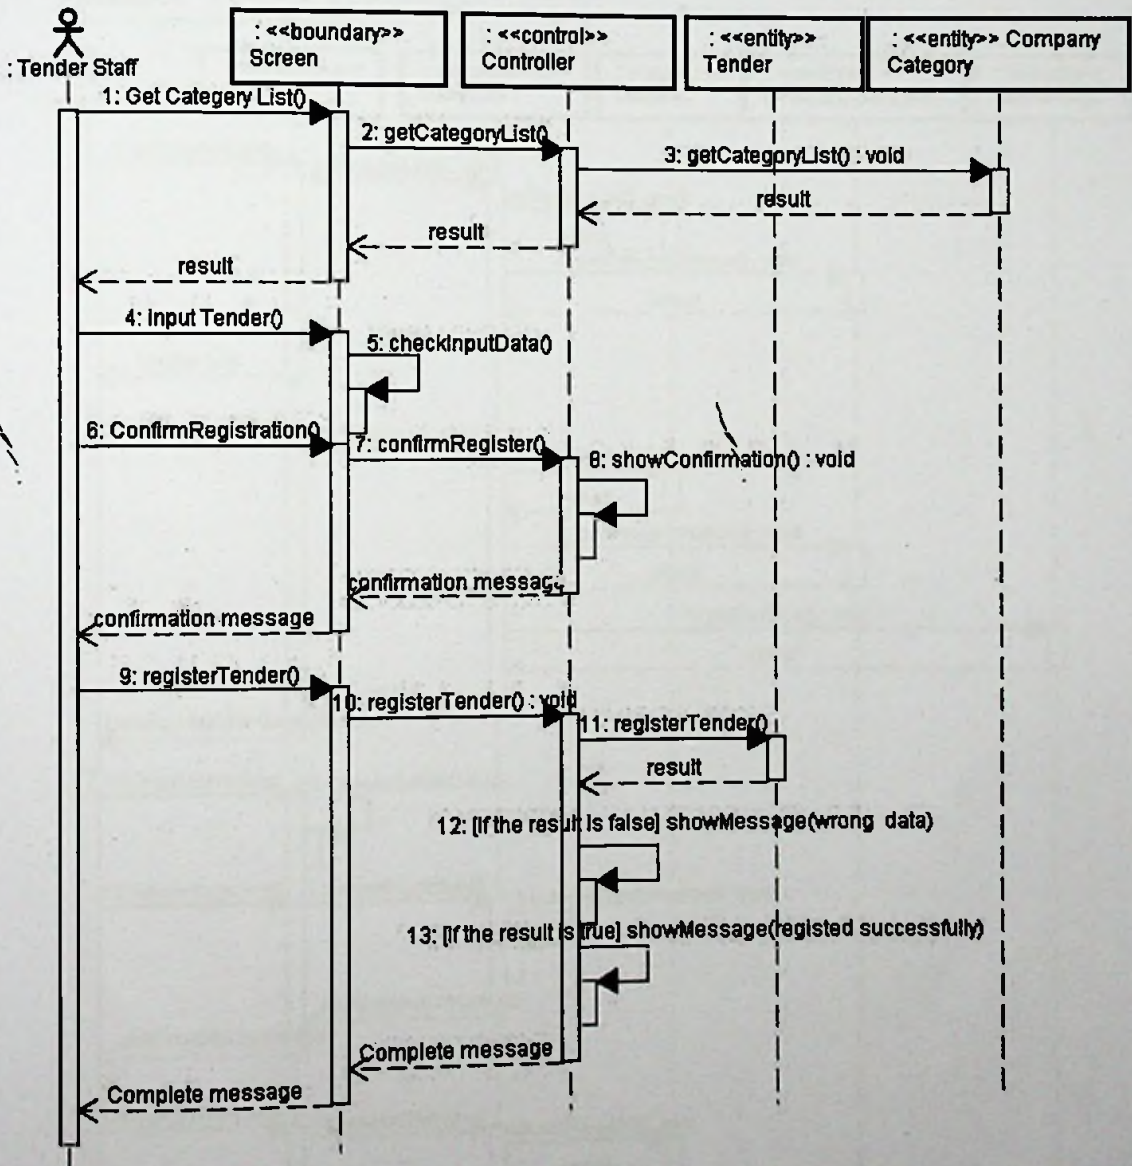 : Tender Staff
: <<boundary>>
Screen
: <<control>>
Controller
: <<entity>>
Tender
: <<entity>> Company
Category
1: Get Categery List()
2: getCategoryList()
3: getCategoryList() : void
result
result
result
4: input Tender()
5: checkInputData()
6: ConfirmRegistration()
7: confirmRegister()
8: showConfirmation() : void
confirmation message
confirmation message
9: registerTender()
10: registerTender() : void
11: registerTender()
result
12: [if the result is false] showMessage(wrong data)
13: [if the result is true] showMessage(registed successfully)
Complete message
Complete message